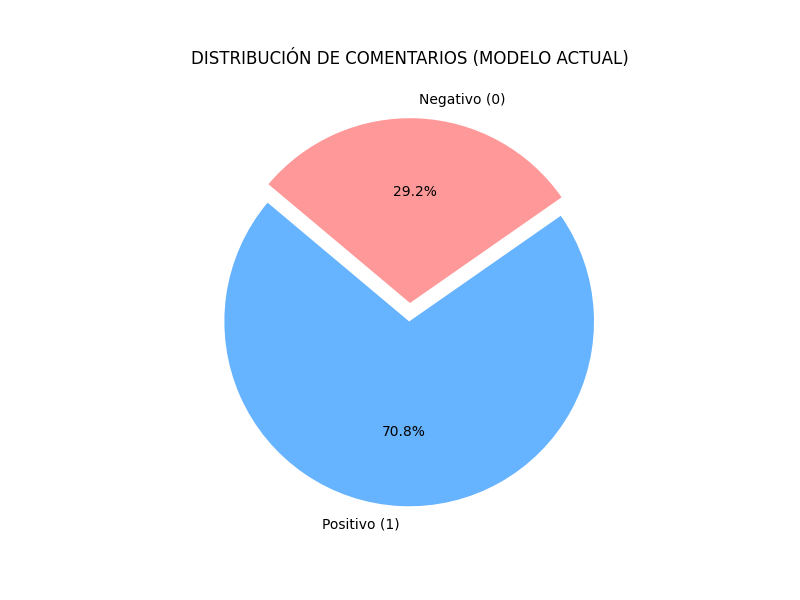 DISTRIBUCIÓN DE COMENTARIOS (MODELO ACTUAL)
Negativo (0)
29.2%
70.8%
Positivo (1)